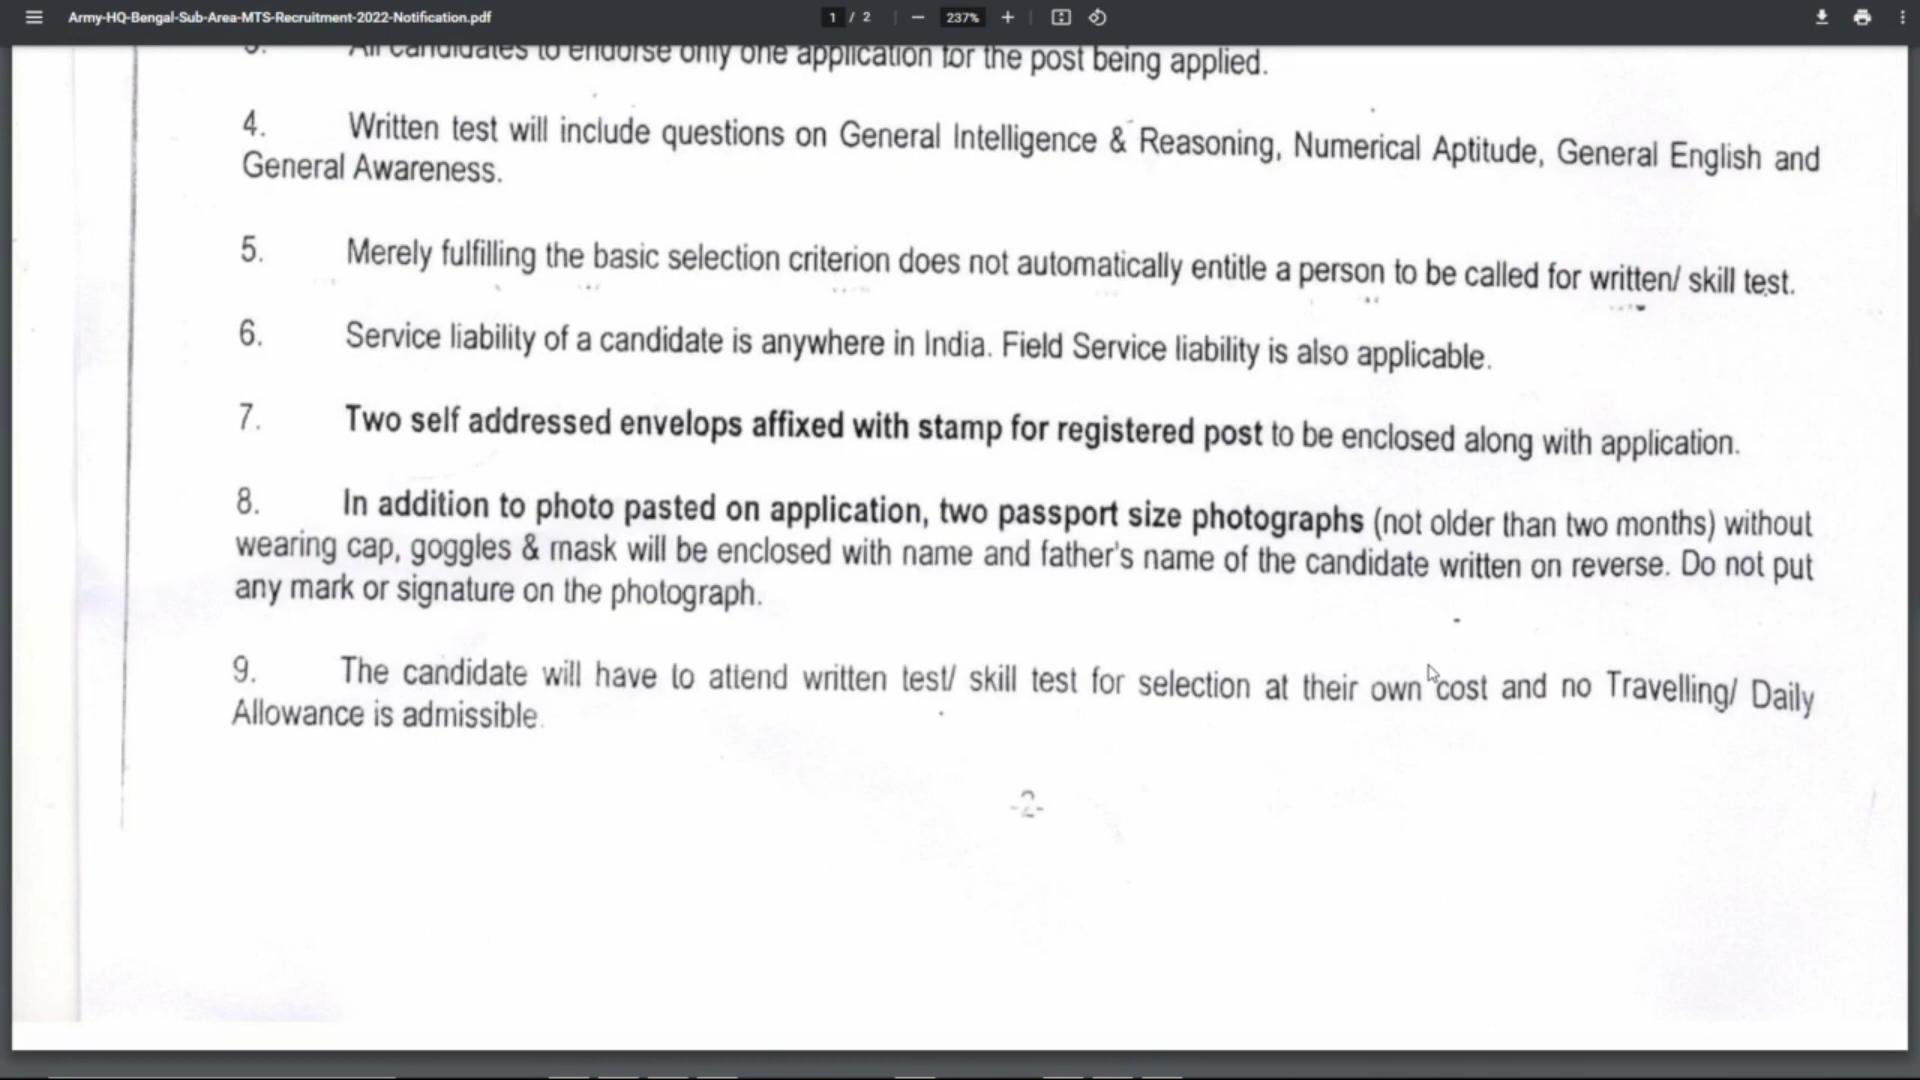 Army-HQ-Bengal-Sub-Area-MTS-Recruitment-2022-Notification.pdf
1 / 2
237%
3. All candidates to endorse only one application for the post being applied.
4. Written test will include questions on General Intelligence & Reasoning, Numerical Aptitude, General English and
General Awareness.
5. Merely fulfilling the basic selection criterion does not automatically entitle a person to be called for written/ skill test.
6. Service liability of a candidate is anywhere in India. Field Service liability is also applicable.
7. Two self addressed envelops affixed with stamp for registered post to be enclosed along with application.
8. In addition to photo pasted on application, two passport size photographs (not older than two months) without
wearing cap, goggles & mask will be enclosed with name and father's name of the candidate written on reverse. Do not put
any mark or signature on the photograph.
9. The candidate will have to attend written test/ skill test for selection at their own cost and no Travelling/ Daily
Allowance is admissible.
-2-